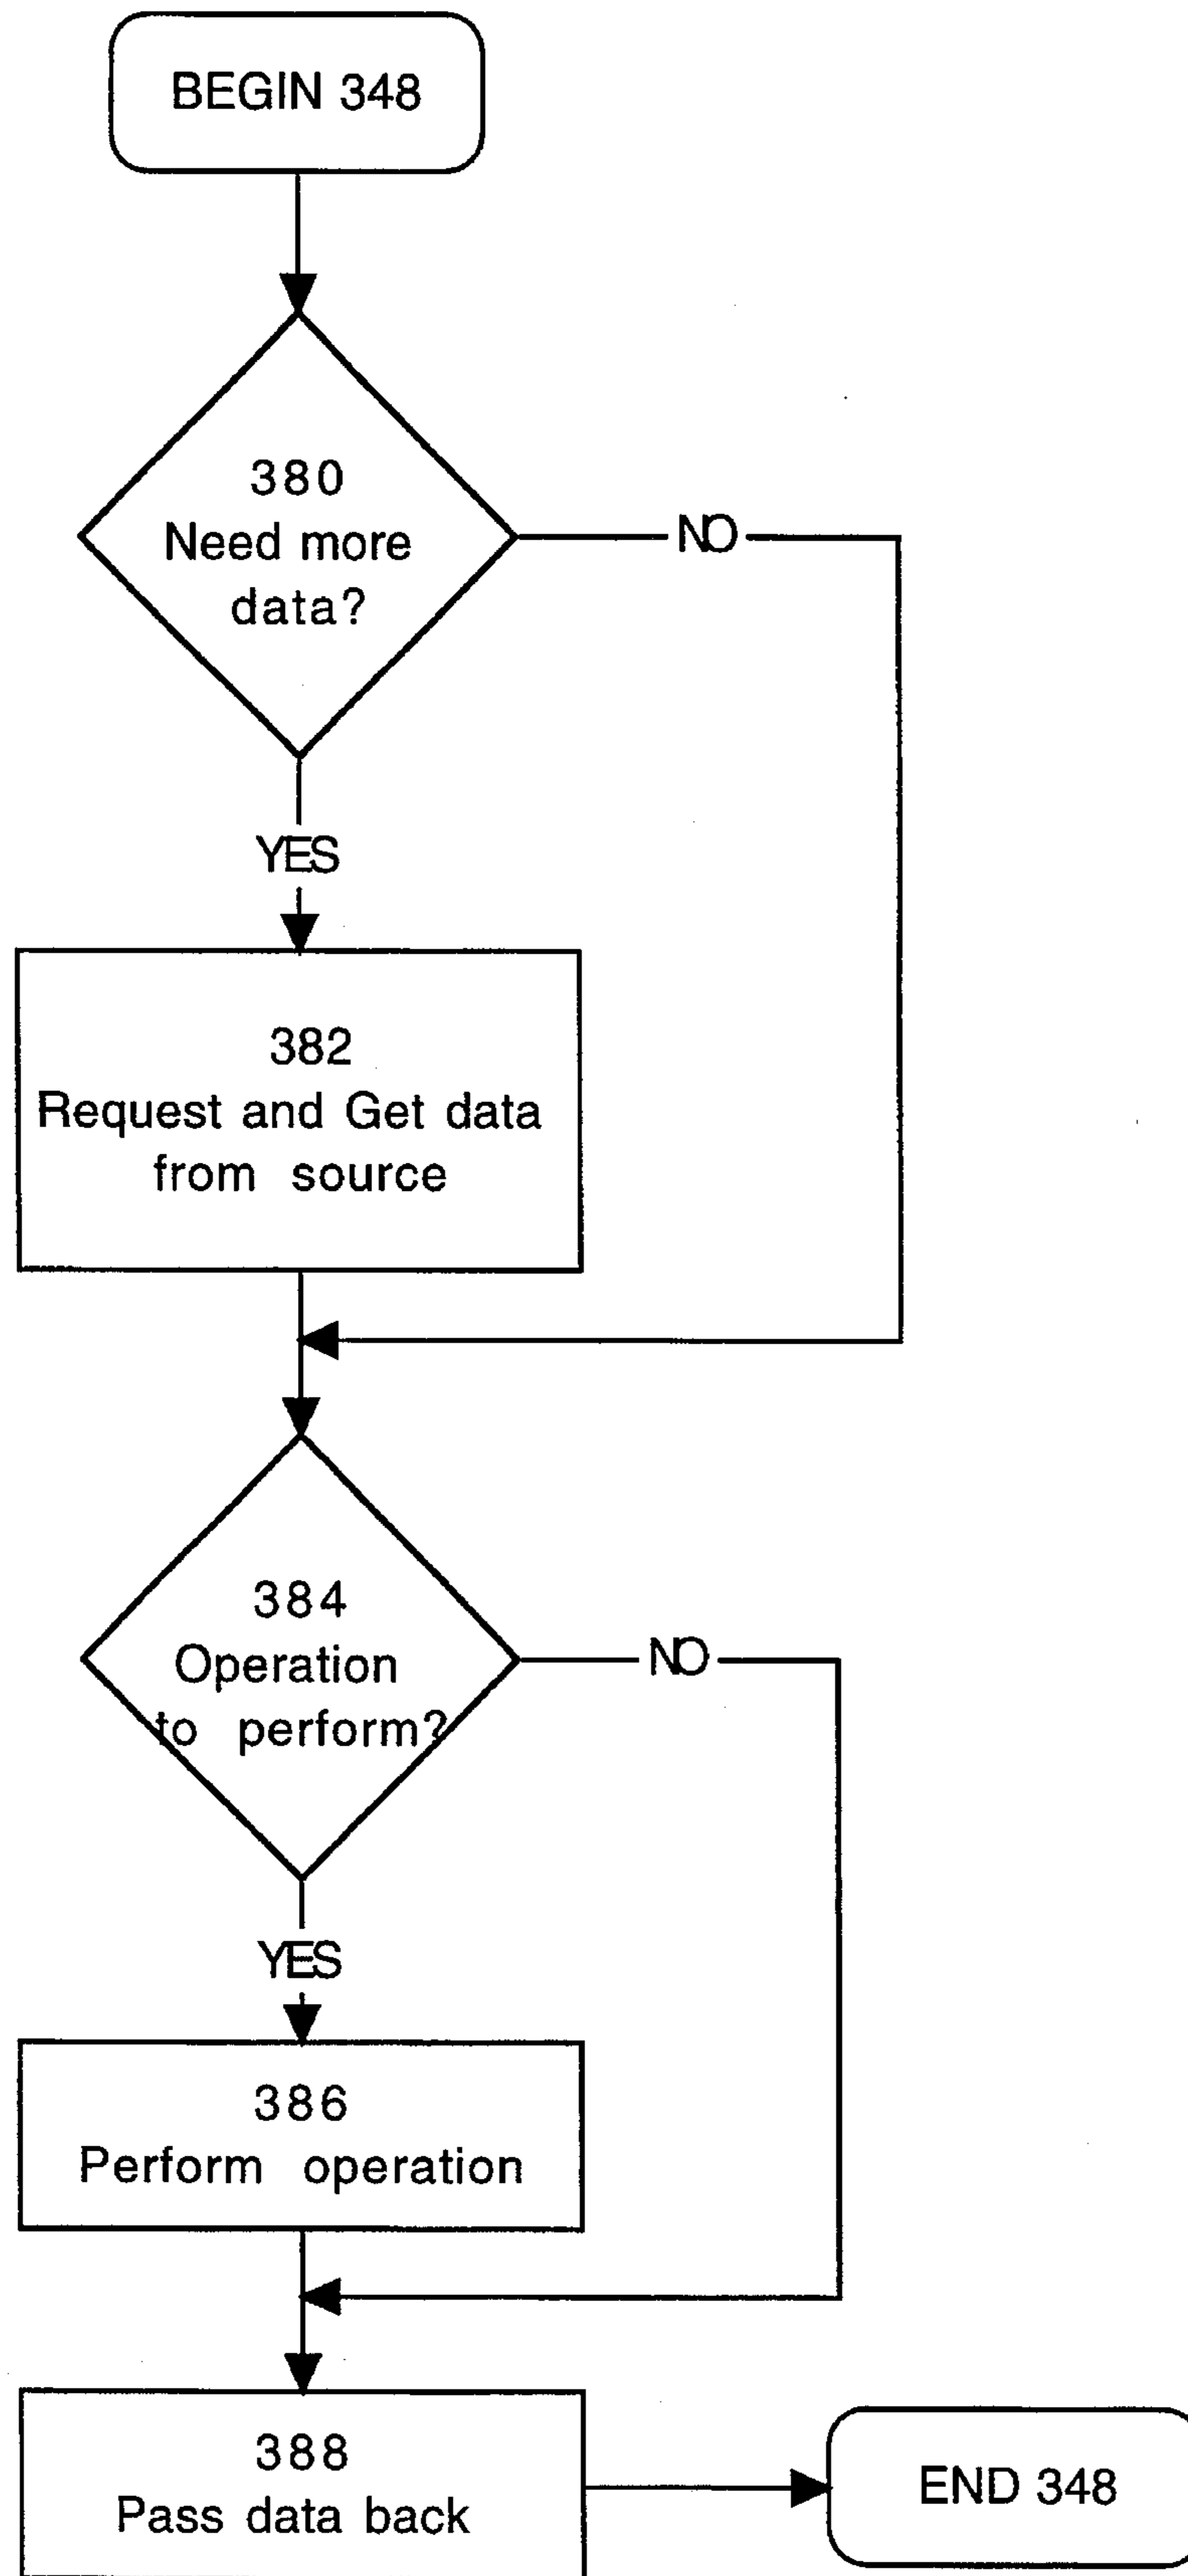 BEGIN 348
380
Need more
data?
NO
YES
382
Request and Get data
from source
384
Operation
to perform?
NO
YES
386
Perform operation
388
Pass data back
END 348